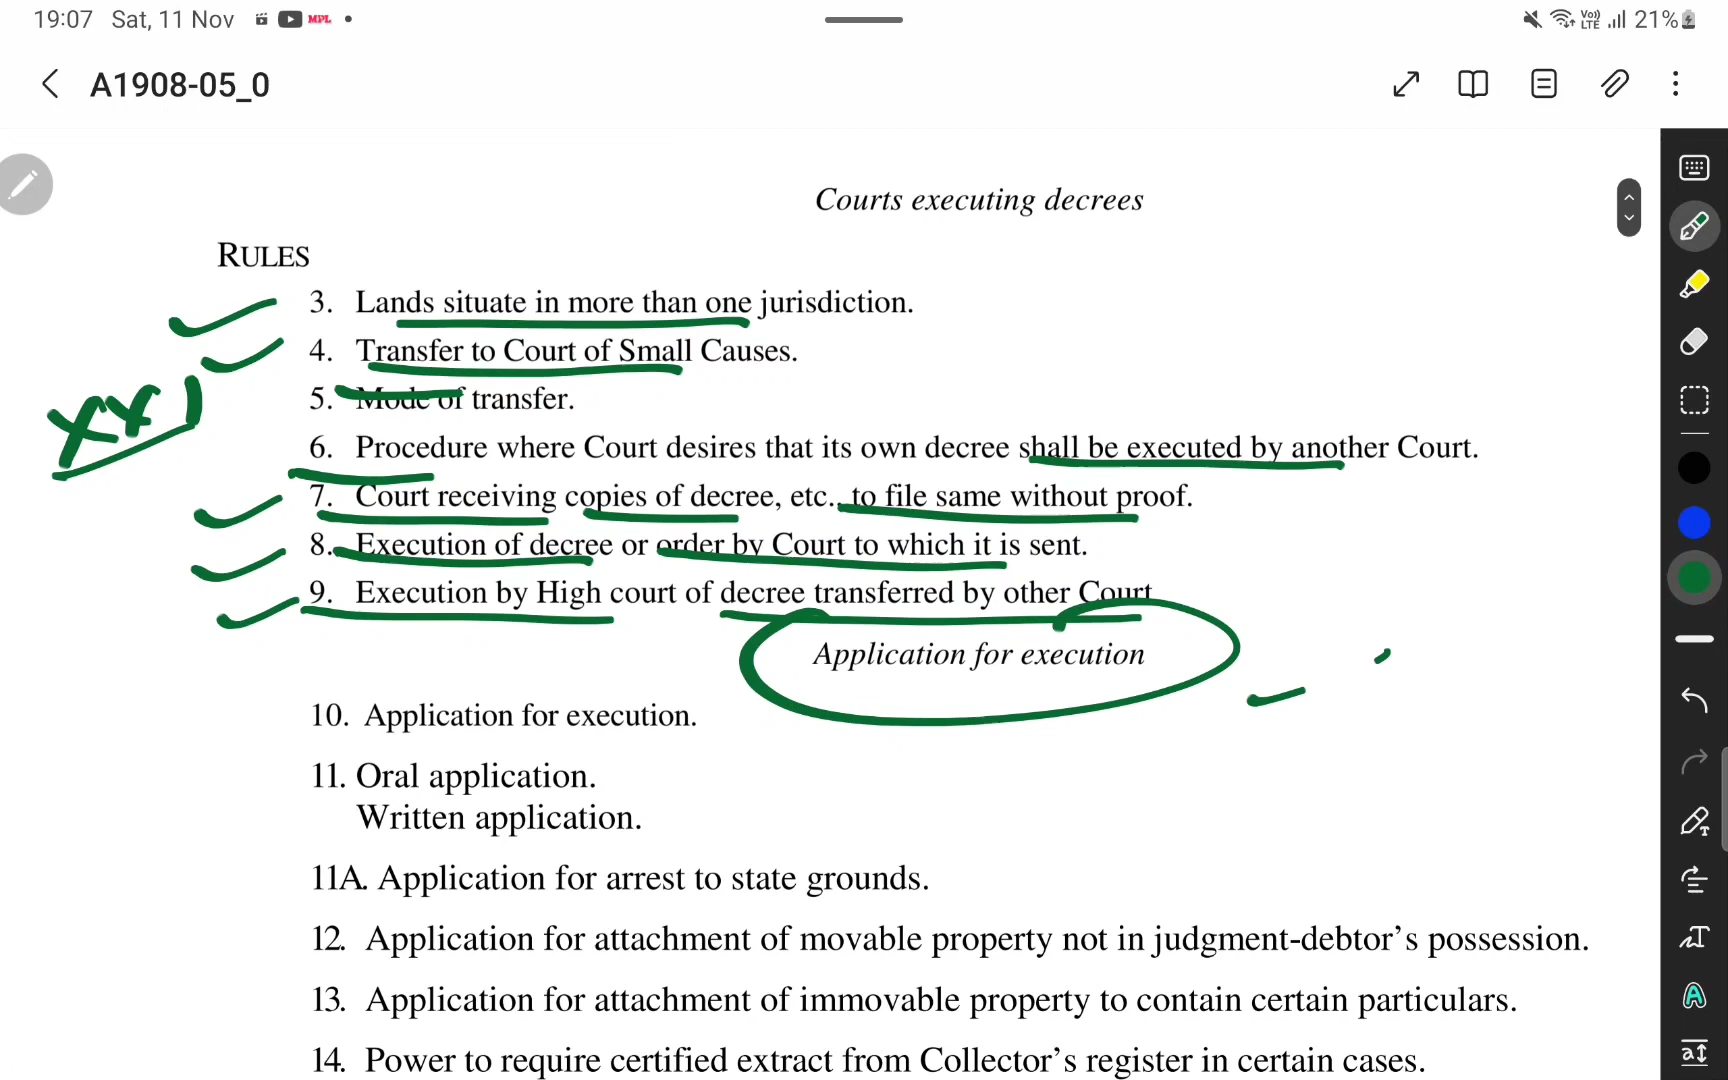 19:07 Sat, 11 Nov MPL Vo) LTE 21%
A1908-05_0
Courts executing decrees
RULES
3. Lands situate in more than one jurisdiction.
4. Transfer to Court of Small Causes.
XXI
5. Mode of transfer.
6. Procedure where Court desires that its own decree shall be executed by another Court.
7. Court receiving copies of decree, etc., to file same without proof.
8. Execution of decree or order by Court to which it is sent.
9. Execution by High court of decree transferred by other Court
Application for execution
10. Application for execution.
11. Oral application.
Written application.
11A. Application for arrest to state grounds.
12. Application for attachment of movable property not in judgment-debtor’s possession.
13. Application for attachment of immovable property to contain certain particulars.
14. Power to require certified extract from Collector’s register in certain cases.